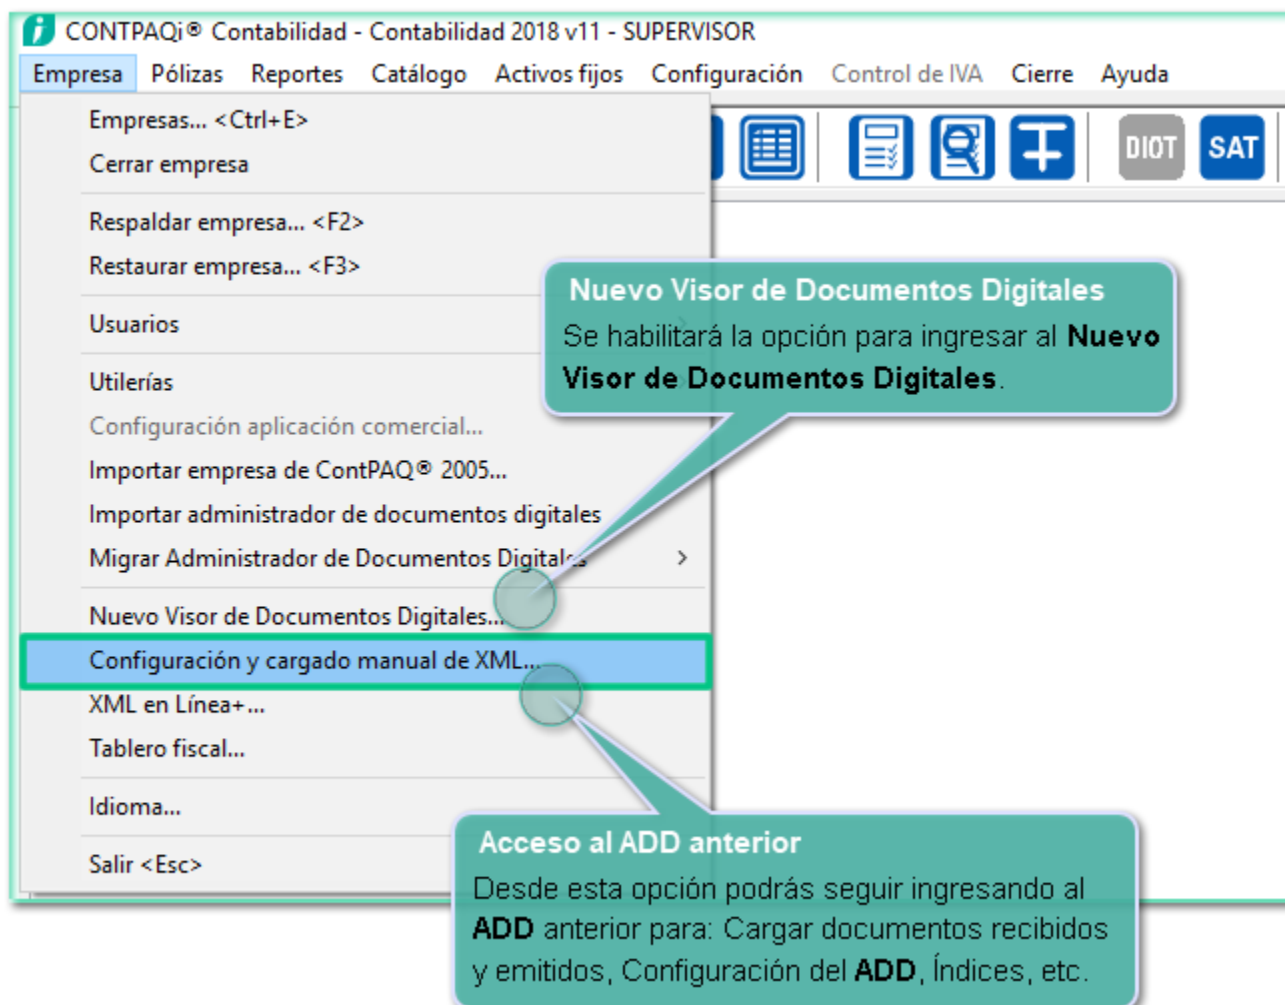 CONTPAQi® Contabilidad - Contabilidad 2018 v11 - SUPERVISOR
Empresa Pólizas Reportes Catálogo Activos fijos Configuración Control de IVA Cierre Ayuda
DIOT SAT
Empresas... <Ctrl+E>
Cerrar empresa
Respaldar empresa... <F2>
Restaurar empresa... <F3>
Usuarios
Utilerías
Configuración aplicación comercial...
Importar empresa de ContPAQ® 2005...
Importar administrador de documentos digitales
Migrar Administrador de Documentos Digitales
Nuevo Visor de Documentos Digitales...
Configuración y cargado manual de XML...
XML en Línea+...
Tablero fiscal...
Idioma...
Salir <Esc>
Nuevo Visor de Documentos Digitales
Se habilitará la opción para ingresar al Nuevo
Visor de Documentos Digitales.
Acceso al ADD anterior
Desde esta opción podrás seguir ingresando al
ADD anterior para: Cargar documentos recibidos
y emitidos, Configuración del ADD, Índices, etc.